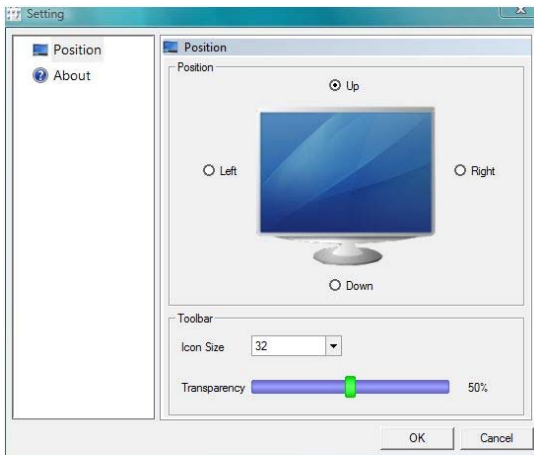 Setting
Position
About
Position
Position
Up
Left
Right
Down
Toolbar
Icon Size 32
Transparency 50%
OK Cancel